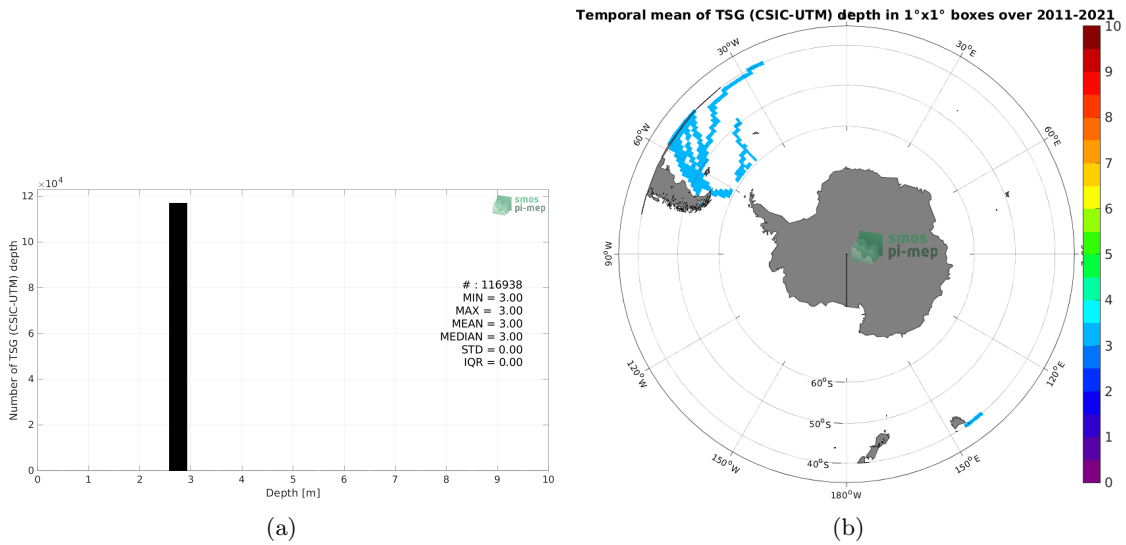 ×10⁴
12
10
8
6
4
2
0
0 1 2 3 4 5 6 7 8 9 10
Number of TSG (CSIC-UTM) depth
Depth [m]
smos
pi-mep
# : 116938
MIN = 3.00
MAX = 3.00
MEAN = 3.00
MEDIAN = 3.00
STD = 0.00
IQR = 0.00
(a)
Temporal mean of TSG (CSIC-UTM) depth in 1°x1° boxes over 2011-2021
30°W
30°E
60°W
60°E
90°W
120°W
120°E
150°W
150°E
180°W
60°S
50°S
40°S
smos
pi-mep
10
9
8
7
6
5
4
3
2
1
0
(b)